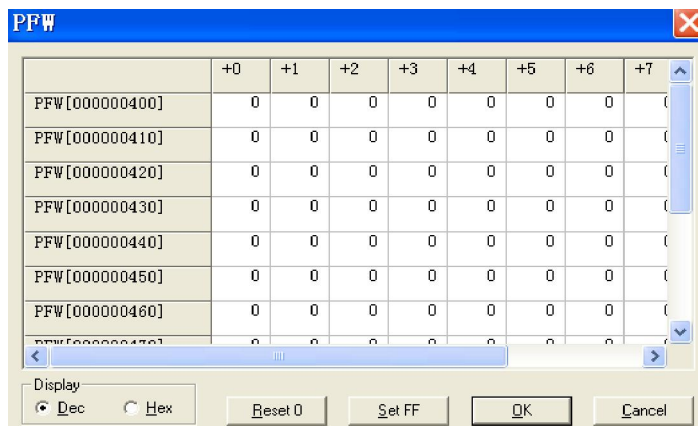 PFW
+0 +1 +2 +3 +4 +5 +6 +7
PFW[000000400] 0 0 0 0 0 0 0
PFW[000000410] 0 0 0 0 0 0 0
PFW[000000420] 0 0 0 0 0 0 0
PFW[000000430] 0 0 0 0 0 0 0
PFW[000000440] 0 0 0 0 0 0 0
PFW[000000450] 0 0 0 0 0 0 0
PFW[000000460] 0 0 0 0 0 0 0
Display
Dec Hex Reset 0 Set FF OK Cancel